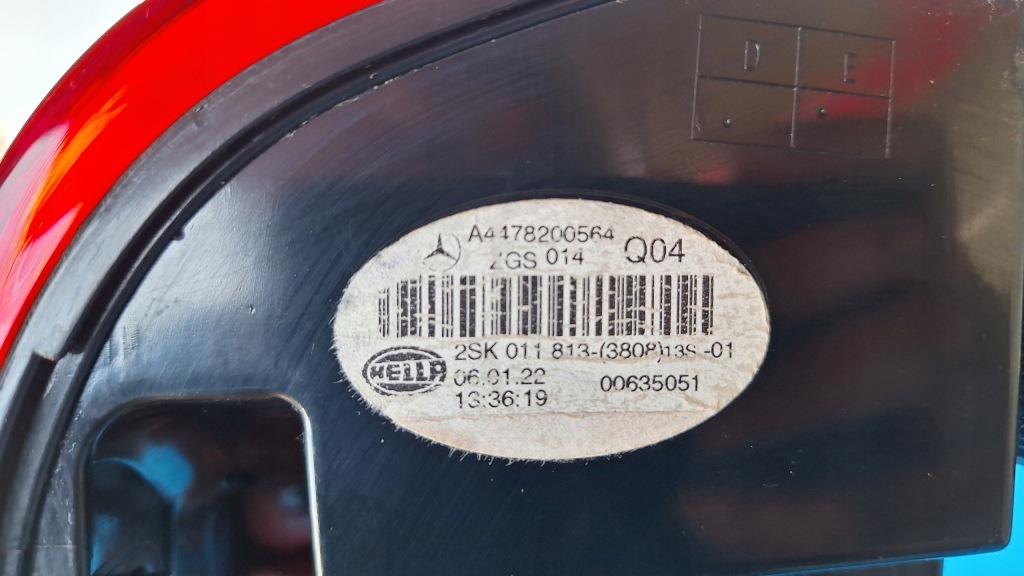 D E
A4478200564
ZGS 014 Q04
2SK 011 813-(3808)13S -01
HELLA
06.01.22 00635051
13:36:19